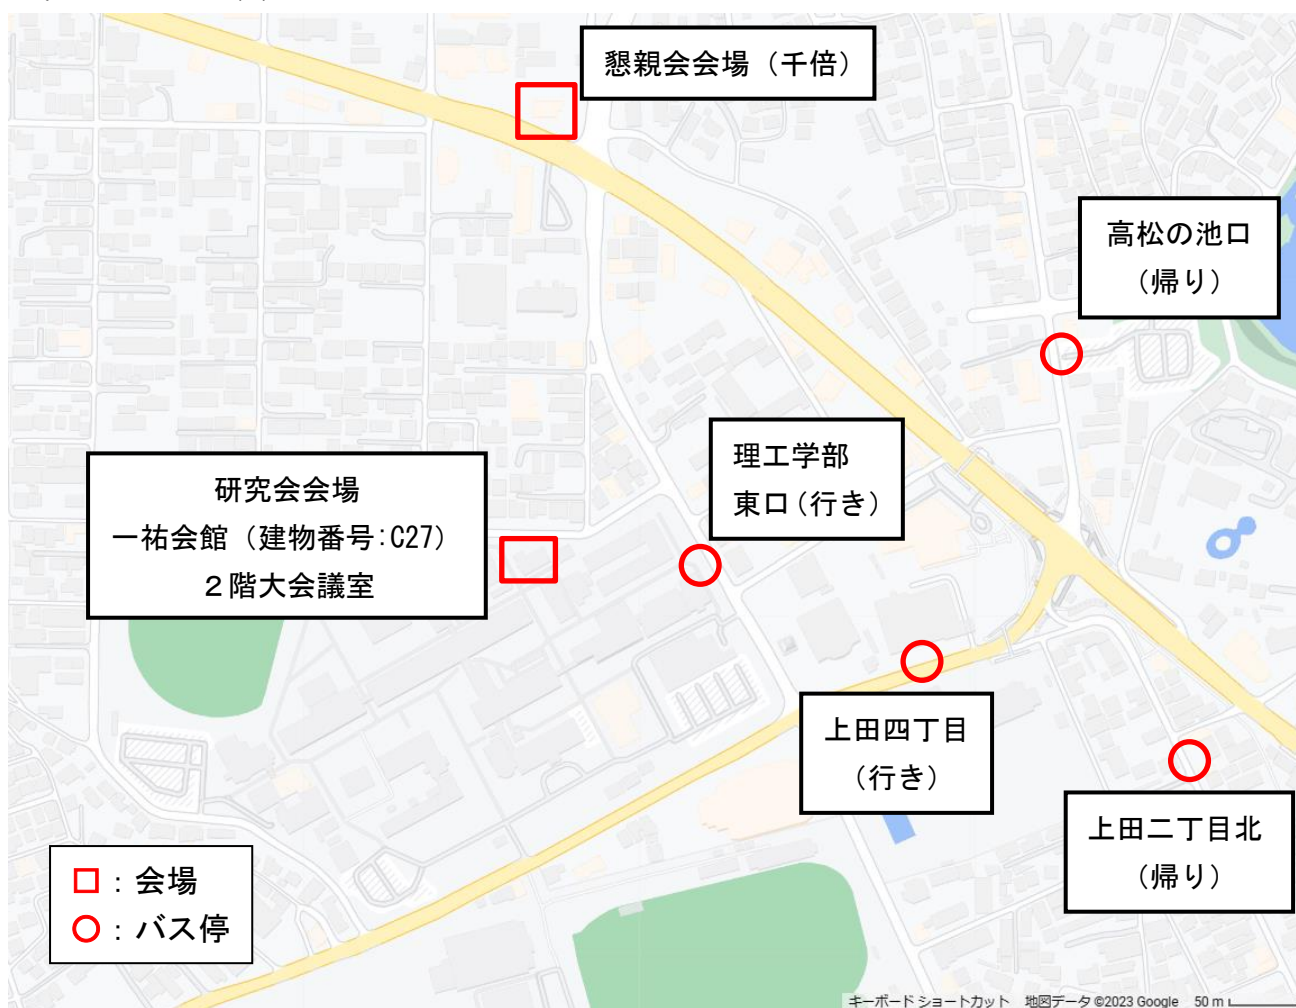 懇親会会場（千倍）
高松の池口
（帰り）
理工学部
東口（行き）
研究会会場
一祐会館（建物番号：C27）
２階大会議室
上田四丁目
（行き）
上田二丁目北
（帰り）
□：会場
○：バス停
キーボード ショートカット 地図データ ©2023 Google 50 m